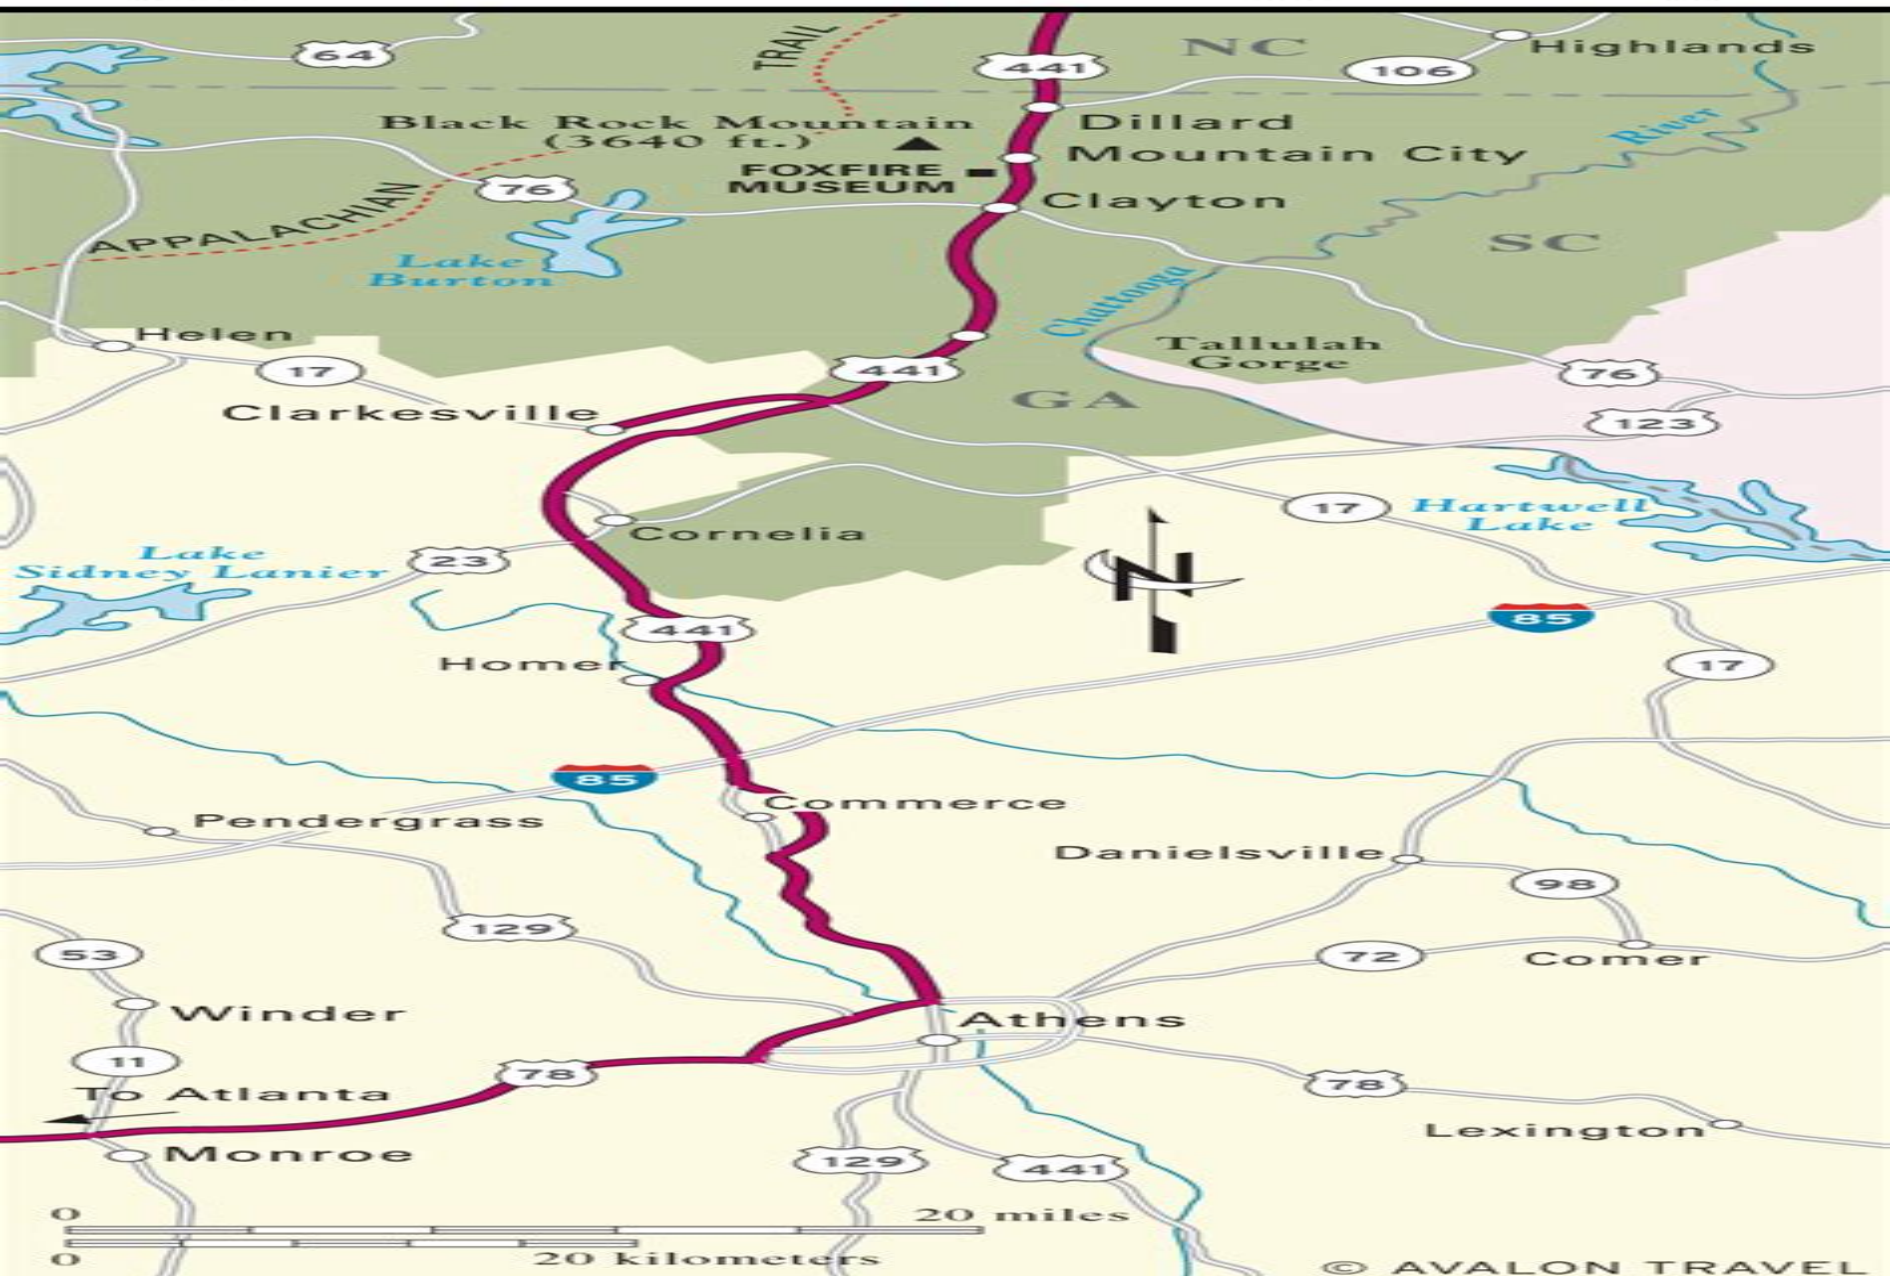 64
TRAIL
441
NC
106
Highlands
Black Rock Mountain
(3640 ft.)
Dillard
River
Mountain City
FOXFIRE
MUSEUM
76
APPALACHIAN
Clayton
SC
Lake
Burton
Chattooga
Helen
Tallulah
Gorge
17
441
76
GA
Clarkesville
123
17
Hartwell
Lake
Cornelia
Lake
Sidney Lanier
23
N
85
441
Homer
17
85
Commerce
Pendergrass
Danielsville
98
129
53
72
Comer
Winder
Athens
11
78
78
To Atlanta
Lexington
Monroe
129
441
0
20 miles
0
20 kilometers
© AVALON TRAVEL